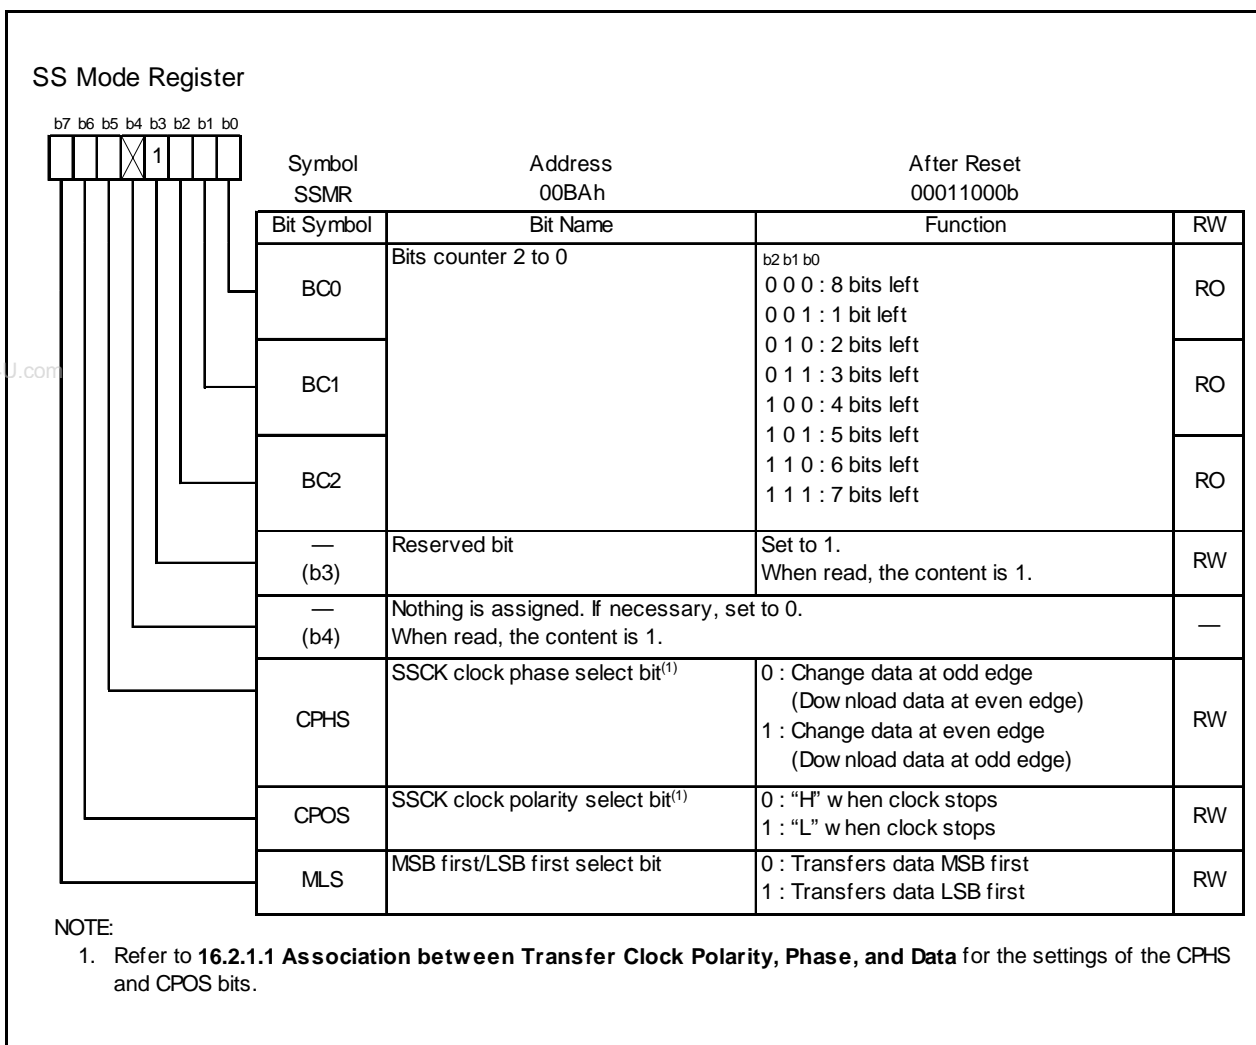 SS Mode Register
b7 b6 b5 b4 b3 b2 b1 b0
1
Symbol Address After Reset
SSMR 00BAh 00011000b
Bit Symbol Bit Name Function RW
BC0 Bits counter 2 to 0 b2 b1 b0 RO
0 0 0 : 8 bits left
0 0 1 : 1 bit left
0 1 0 : 2 bits left
BC1 0 1 1 : 3 bits left RO
1 0 0 : 4 bits left
1 0 1 : 5 bits left
BC2 1 1 0 : 6 bits left RO
1 1 1 : 7 bits left
— Reserved bit Set to 1. RW
(b3) When read, the content is 1.
— Nothing is assigned. If necessary, set to 0. —
(b4) When read, the content is 1.
CPHS SSCK clock phase select bit(1) 0 : Change data at odd edge RW
(Download data at even edge)
1 : Change data at even edge
(Download data at odd edge)
CPOS SSCK clock polarity select bit(1) 0 : “H” when clock stops RW
1 : “L” when clock stops
MLS MSB first/LSB first select bit 0 : Transfers data MSB first RW
1 : Transfers data LSB first
NOTE:
1. Refer to 16.2.1.1 Association between Transfer Clock Polarity, Phase, and Data for the settings of the CPHS
and CPOS bits.
U.com